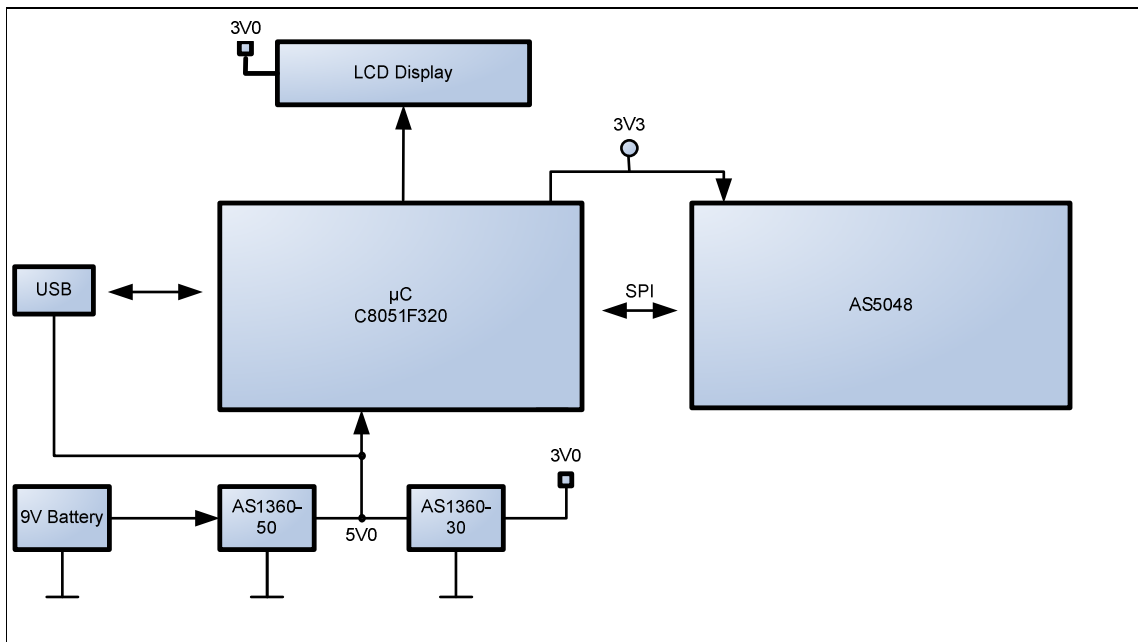 3V0
LCD Display
3V3
µC
C8051F320
USB
SPI
AS5048
3V0
9V Battery
AS1360-
50
5V0
AS1360-
30